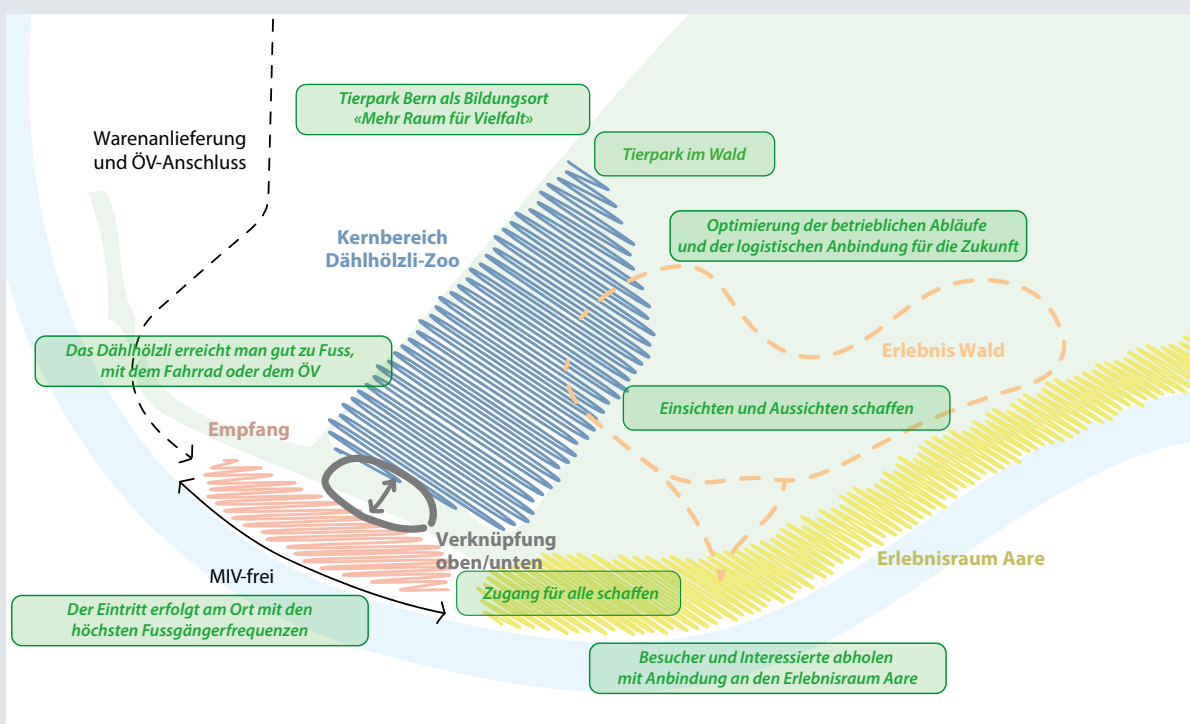 Tierpark Bern als Bildungsort
«Mehr Raum für Vielfalt»
Warenanlieferung
und ÖV-Anschluss
Tierpark im Wald
Optimierung der betrieblichen Abläufe
und der logistischen Anbindung für die Zukunft
Kernbereich
Dählhölzli-Zoo
Das Dählhölzli erreicht man gut zu Fuss,
mit dem Fahrrad oder dem ÖV
Erlebnis Wald
Einsichten und Aussichten schaffen
Empfang
Verknüpfung
oben/unten
Erlebnisraum Aare
MIV-frei
Zugang für alle schaffen
Der Eintritt erfolgt am Ort mit den
höchsten Fussgängerfrequenzen
Besucher und Interessierte abholen
mit Anbindung an den Erlebnisraum Aare